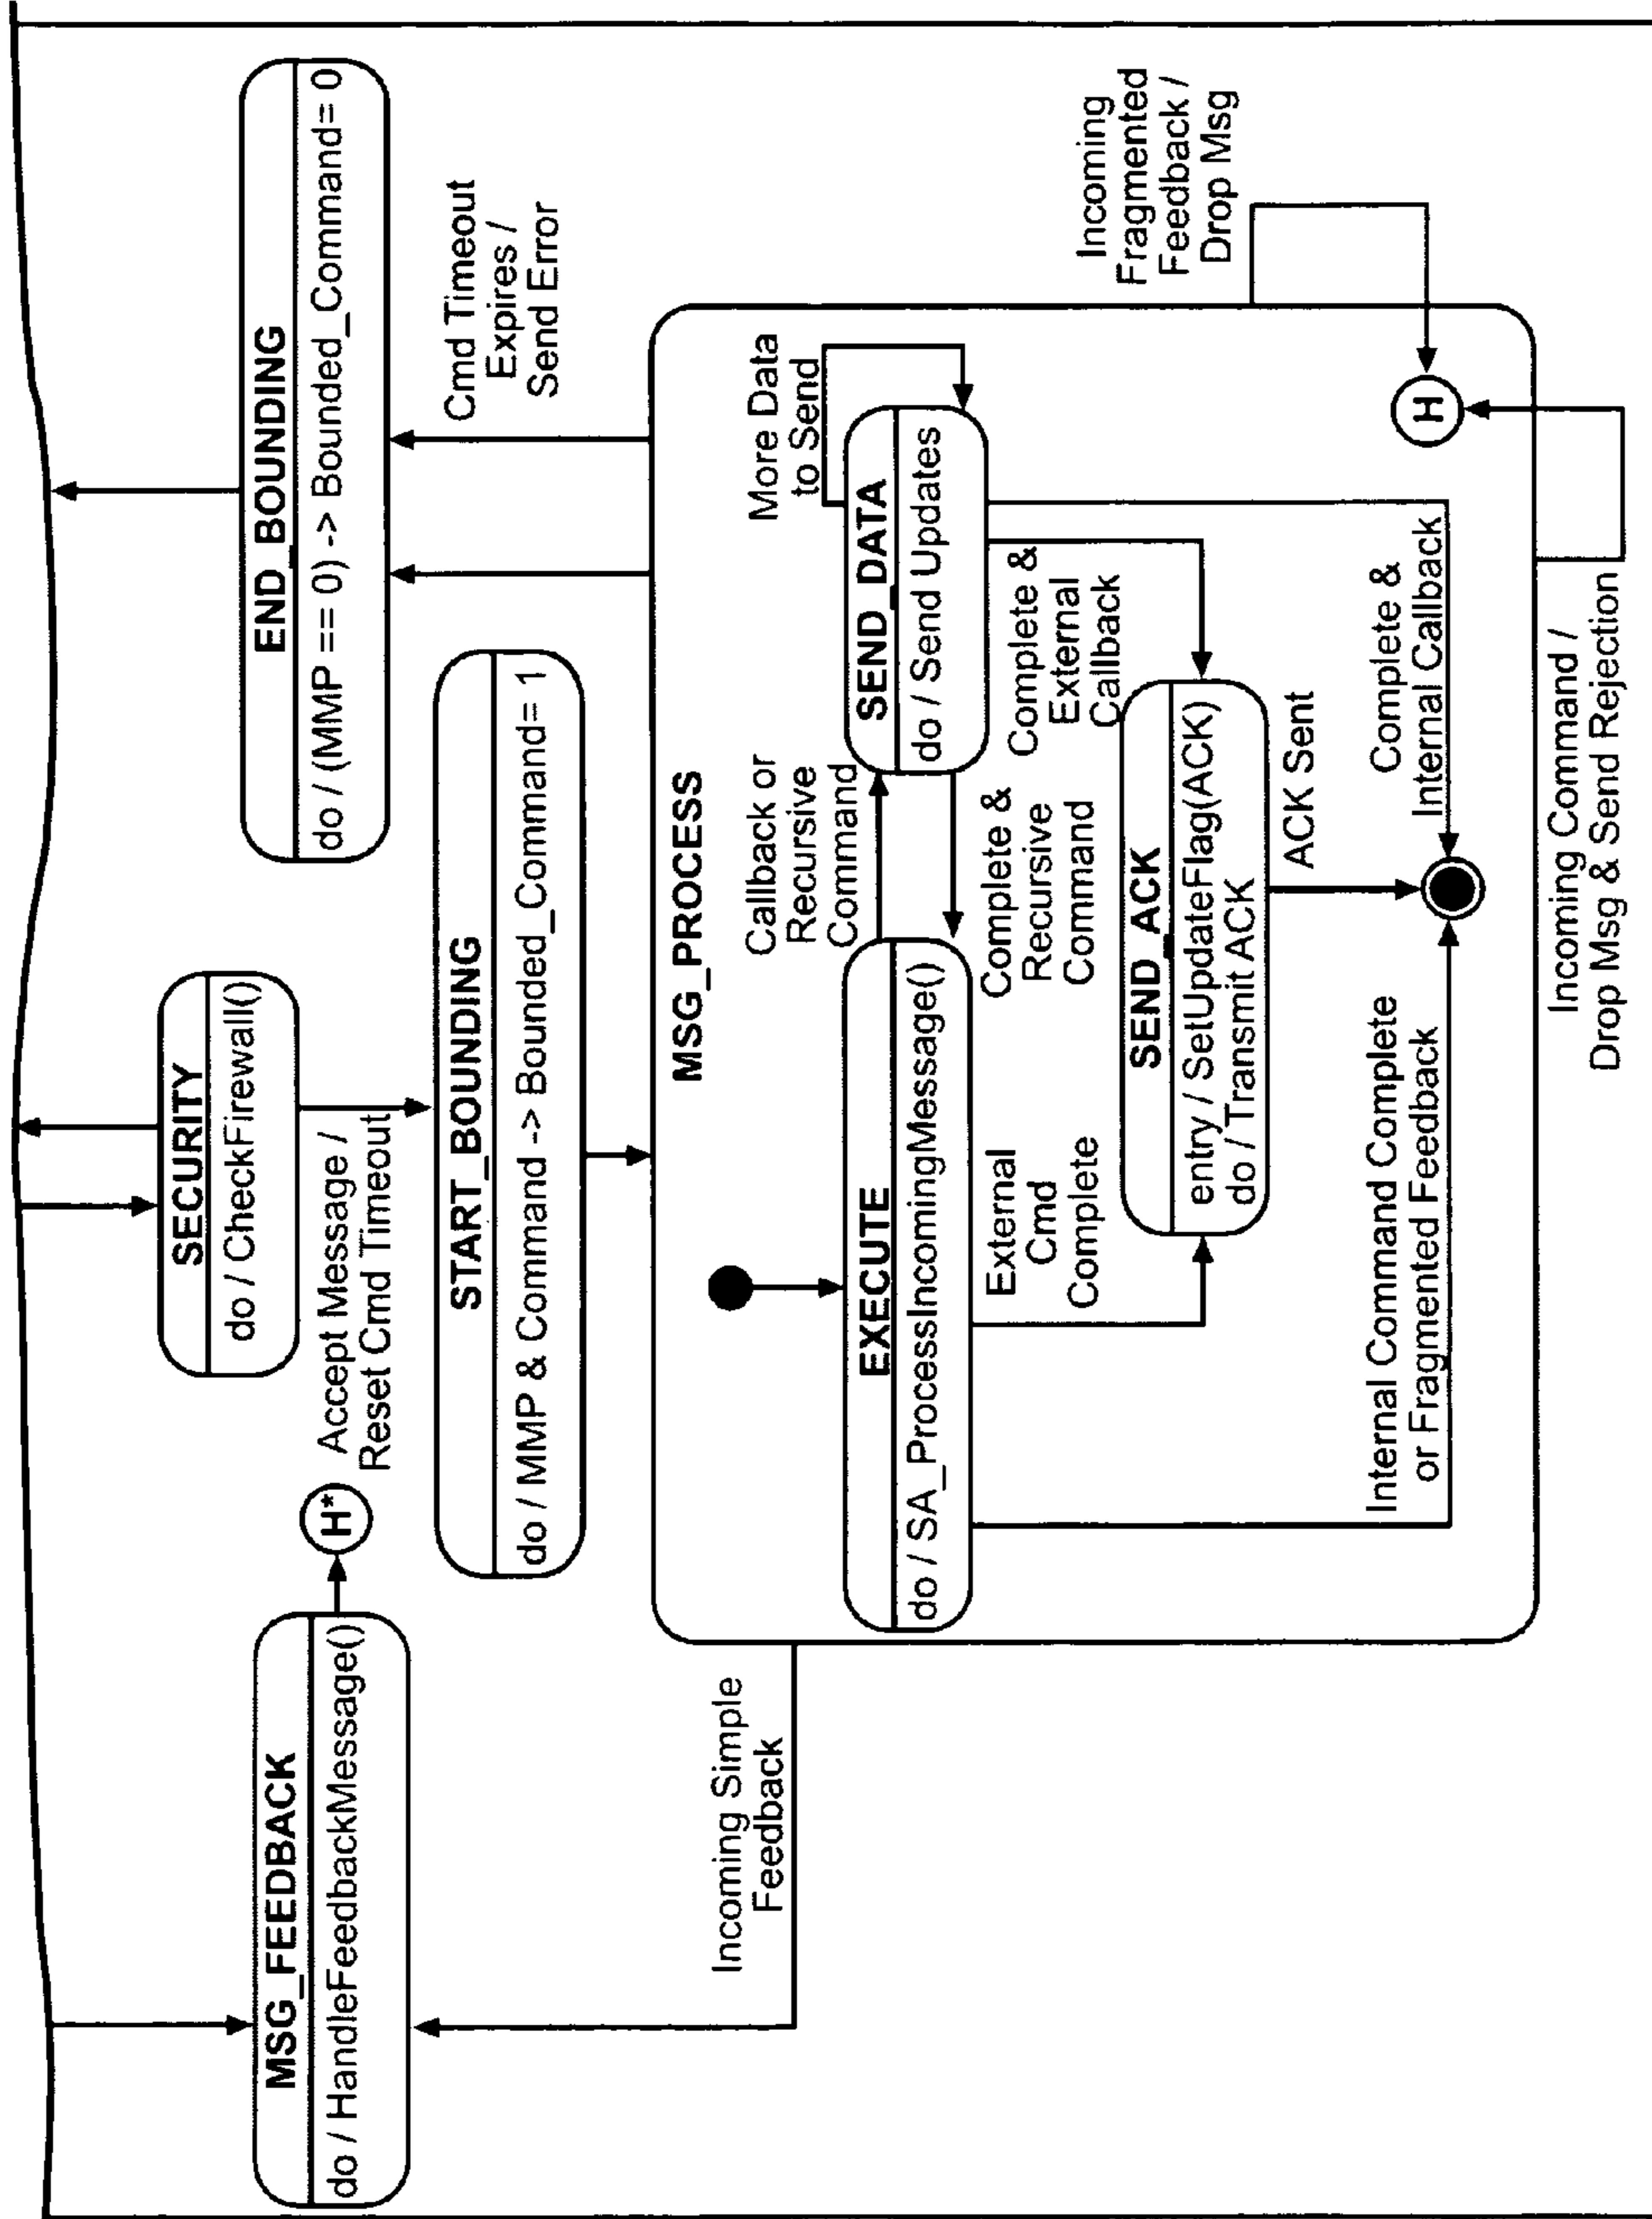 MSG_FEEDBACK
do / HandleFeedbackMessage()
H*
SECURITY
do / CheckFirewall()
Accept Message /
Reset Cmd Timeout
START_BOUNDING
do / MMP & Command -> Bounded_Command= 1
END_BOUNDING
do / (MMP == 0) -> Bounded_Command= 0
Cmd Timeout
Expires /
Send Error
Incoming Simple
Feedback
MSG_PROCESS
EXECUTE
do / SA_ProcessIncomingMessage()
Callback or
Recursive
Command
More Data
to Send
SEND_DATA
do / Send Updates
Complete &
Recursive
Command
Complete &
External
Callback
External
Cmd
Complete
SEND_ACK
entry / SetUpdateFlag(ACK)
do / Transmit ACK
ACK Sent
Internal Command Complete
or Fragmented Feedback
Complete &
Internal Callback
H
Incoming
Fragmented
Feedback /
Drop Msg
Incoming Command /
Drop Msg & Send Rejection